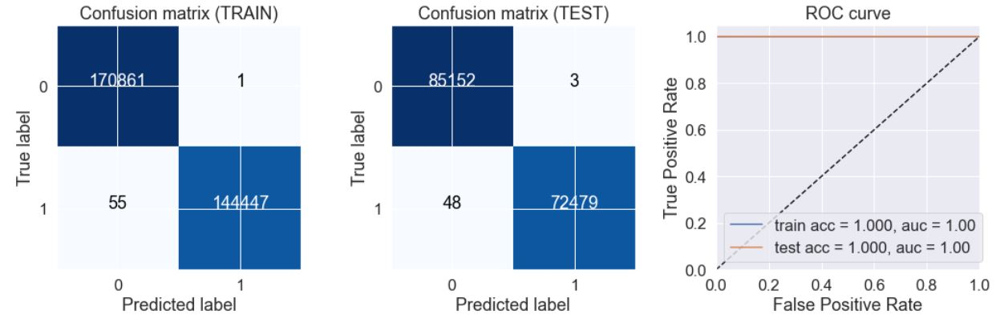 Confusion matrix (TRAIN)
True label
0
1
170861
1
55
144447
0
1
Predicted label
Confusion matrix (TEST)
True label
0
1
85152
3
48
72479
0
1
Predicted label
ROC curve
True Positive Rate
1.0
0.8
0.6
0.4
0.2
0.0
train acc = 1.000, auc = 1.00
test acc = 1.000, auc = 1.00
0.0
0.2
0.4
0.6
0.8
1.0
False Positive Rate